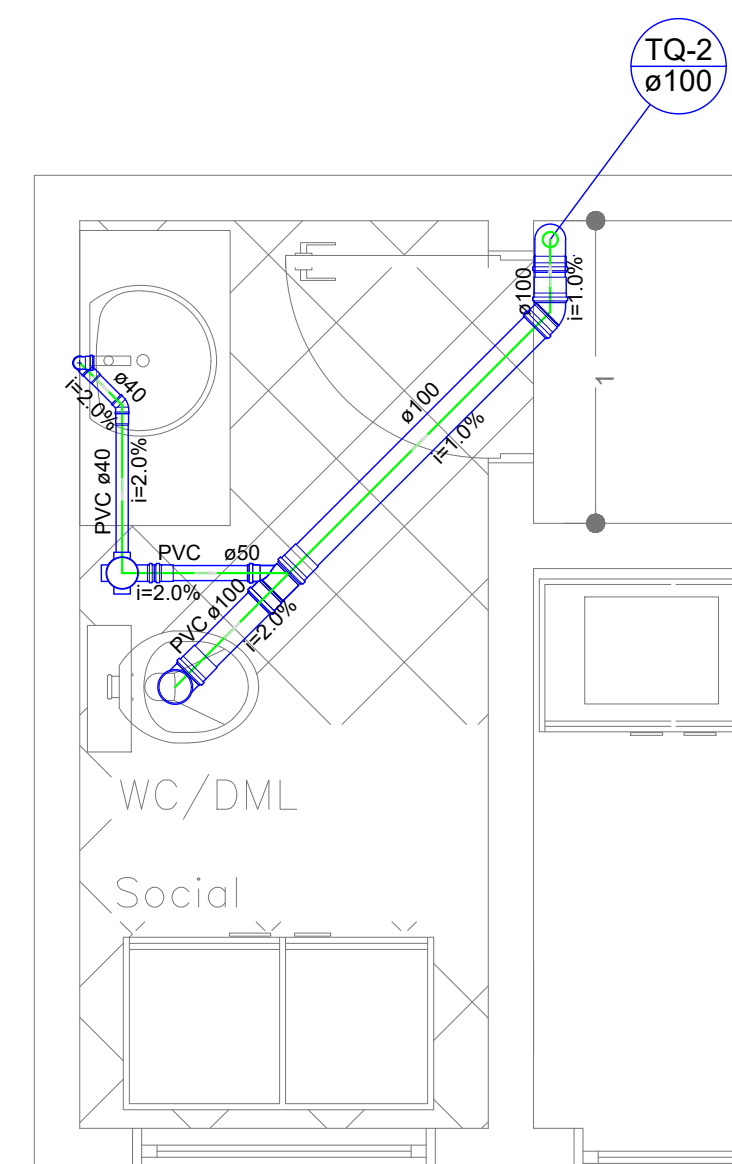 TQ-2
ø100
ø100
i=1.0%
ø100
i=1.0%
ø40
i=2.0%
PVC ø40
i=2.0%
PVC ø50
i=2.0%
PVC ø100
i=2.0%
1
WC/DML
Social